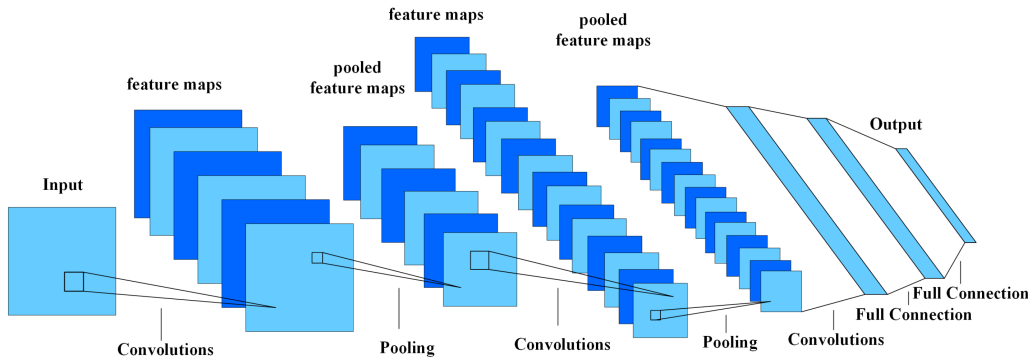 feature maps
pooled
feature maps
feature maps
pooled
feature maps
Input
Output
Convolutions
Pooling
Convolutions
Pooling
Convolutions
Full Connection
Full Connection